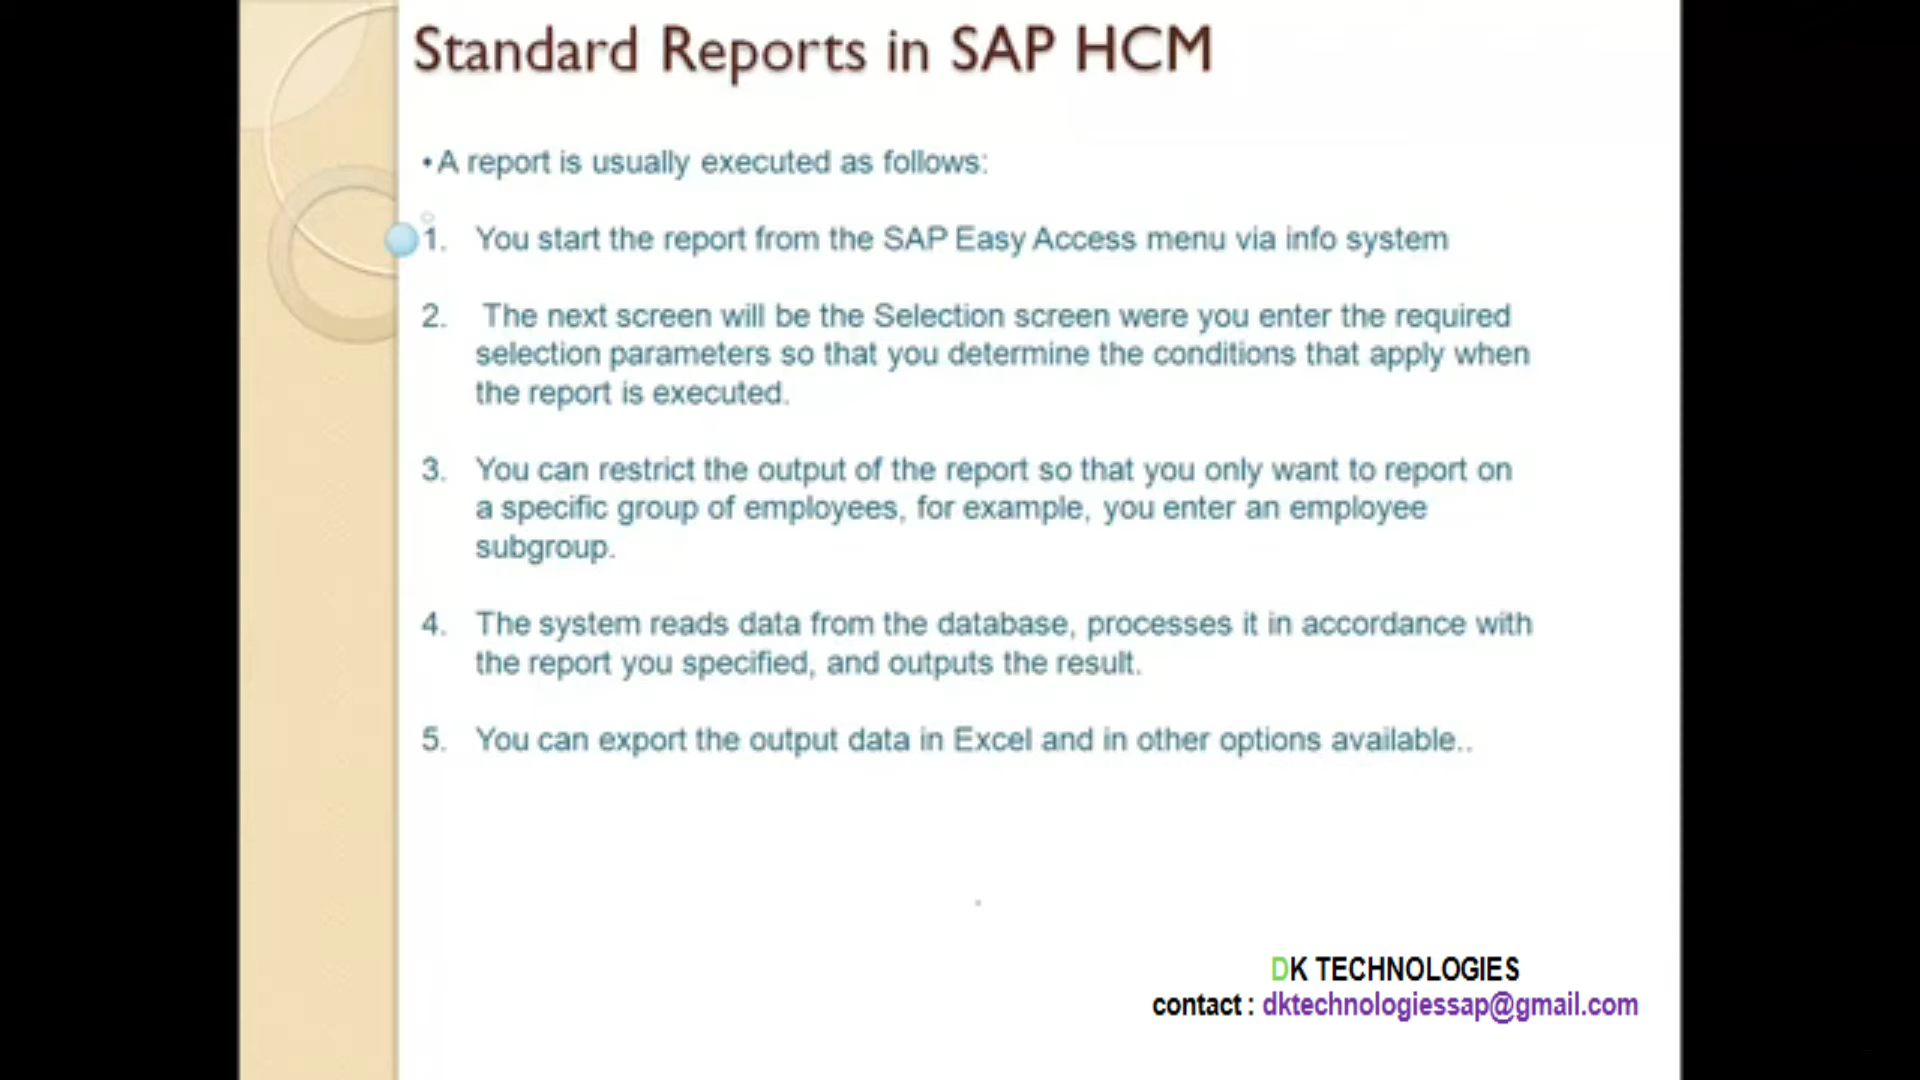 Standard Reports in SAP HCM
• A report is usually executed as follows:
1. You start the report from the SAP Easy Access menu via info system
2. The next screen will be the Selection screen were you enter the required
selection parameters so that you determine the conditions that apply when
the report is executed.
3. You can restrict the output of the report so that you only want to report on
a specific group of employees, for example, you enter an employee
subgroup.
4. The system reads data from the database, processes it in accordance with
the report you specified, and outputs the result.
5. You can export the output data in Excel and in other options available..
DK TECHNOLOGIES
contact : dktechnologiessap@gmail.com